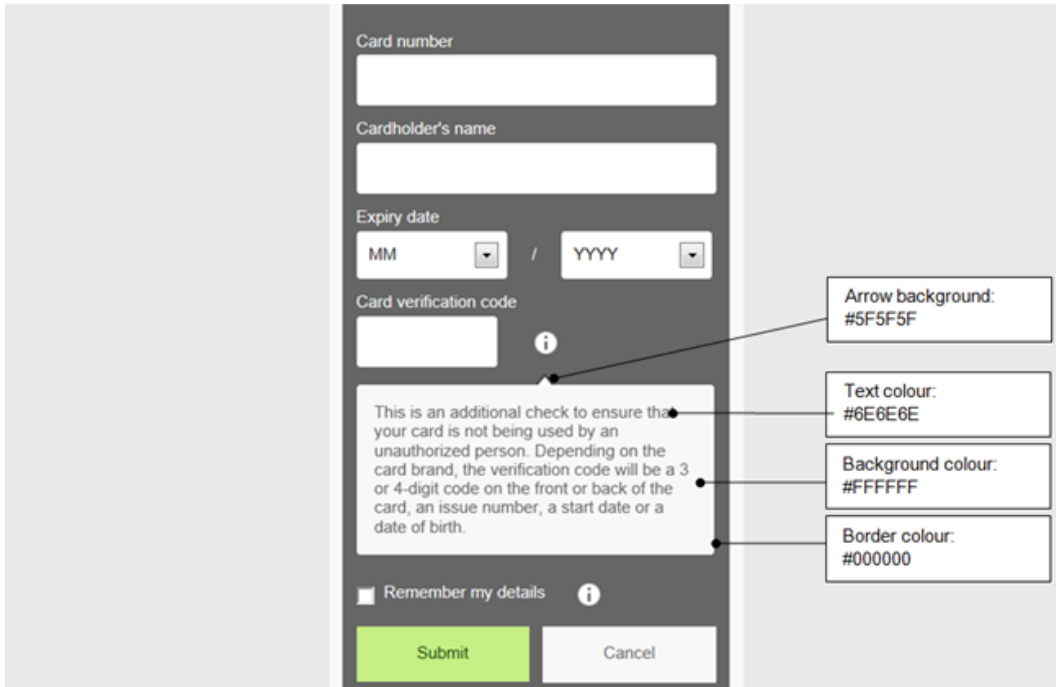 Card number
Cardholder's name
Expiry date
MM
/
YYYY
Card verification code
This is an additional check to ensure that
your card is not being used by an
unauthorized person. Depending on the
card brand, the verification code will be a 3
or 4-digit code on the front or back of the
card, an issue number, a start date or a
date of birth.
Remember my details
Submit
Cancel
Arrow background:
#5F5F5F
Text colour:
#6E6E6E
Background colour:
#FFFFFF
Border colour:
#000000